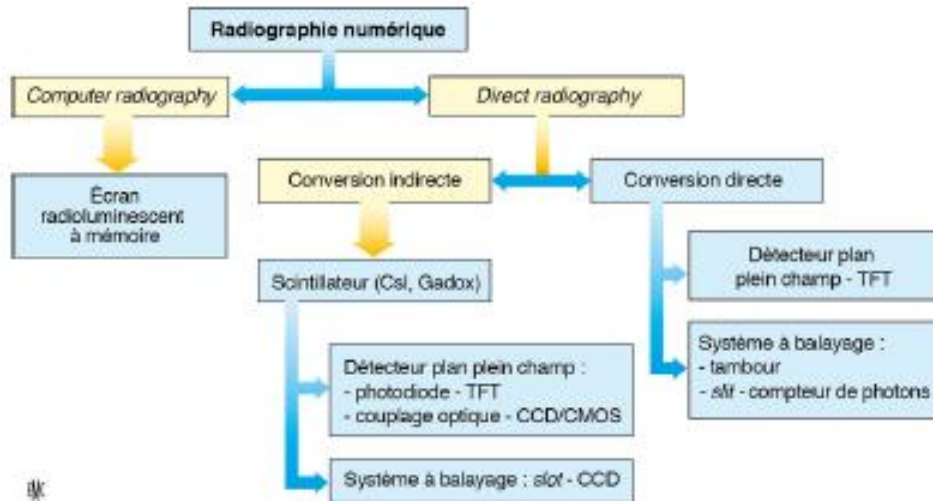 Radiographie numérique
Computer radiography
Direct radiography
Écran
radioluminescent
à mémoire
Conversion indirecte
Conversion directe
Scintillateur (CsI, Gadox)
Détecteur plan
plein champ - TFT
Détecteur plan plein champ :
- photodiode - TFT
- couplage optique - CCD/CMOS
Système à balayage :
- tambour
- slit - compteur de photons
Système à balayage : slot - CCD